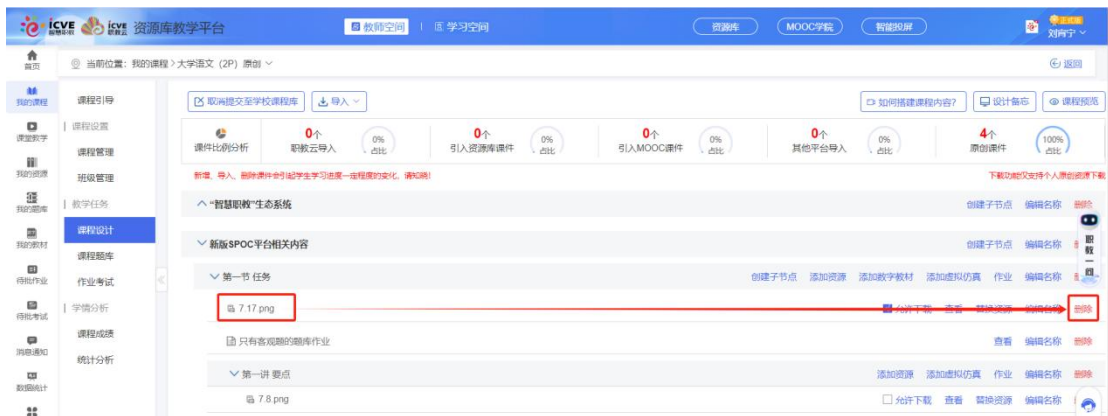 icve 智慧职教 icve 职教云 资源库教学平台 教师空间 学习空间 资源库 MOOC学院 智能投屏 正式版 刘宵宁
首页 当前位置: 我的课程>大学语文 (2P) 原创 返回
我的课程 课程引导 取消提交至学校课程库 导入 如何搭建课程内容? 设计备忘 课程预览
课堂教学 课程设置 课程管理 课件比例分析 0个 职教云导入 0% 占比 0个 引入资源库课件 0% 占比 0个 引入MOOC课件 0% 占比 0个 其他平台导入 0% 占比 4个 原创课件 100% 占比
我的资源 班级管理 新增、导入、删除课件会引起学生学习进度一定程度的变化, 请知晓! 下载功能仅支持个人原创资源下载
我的题库 教学任务 “智慧职教”生态系统 创建子节点 编辑名称 删除
我的教材 课程设计 新版SPOC平台相关内容 创建子节点 编辑名称
课程题库 职教一问
待批作业 作业考试 第一节 任务 创建子节点 添加资源 添加数字教材 添加虚拟仿真 作业 编辑名称
待批考试 学情分析 7.17.png 允许下载 查看 替换资源 编辑名称 删除
消息通知 课程成绩 只有客观题的题库作业 查看 编辑名称 删除
数据统计 统计分析 第一讲 要点 添加资源 添加虚拟仿真 作业 编辑名称 删除
7.8.png 允许下载 查看 替换资源 编辑名称